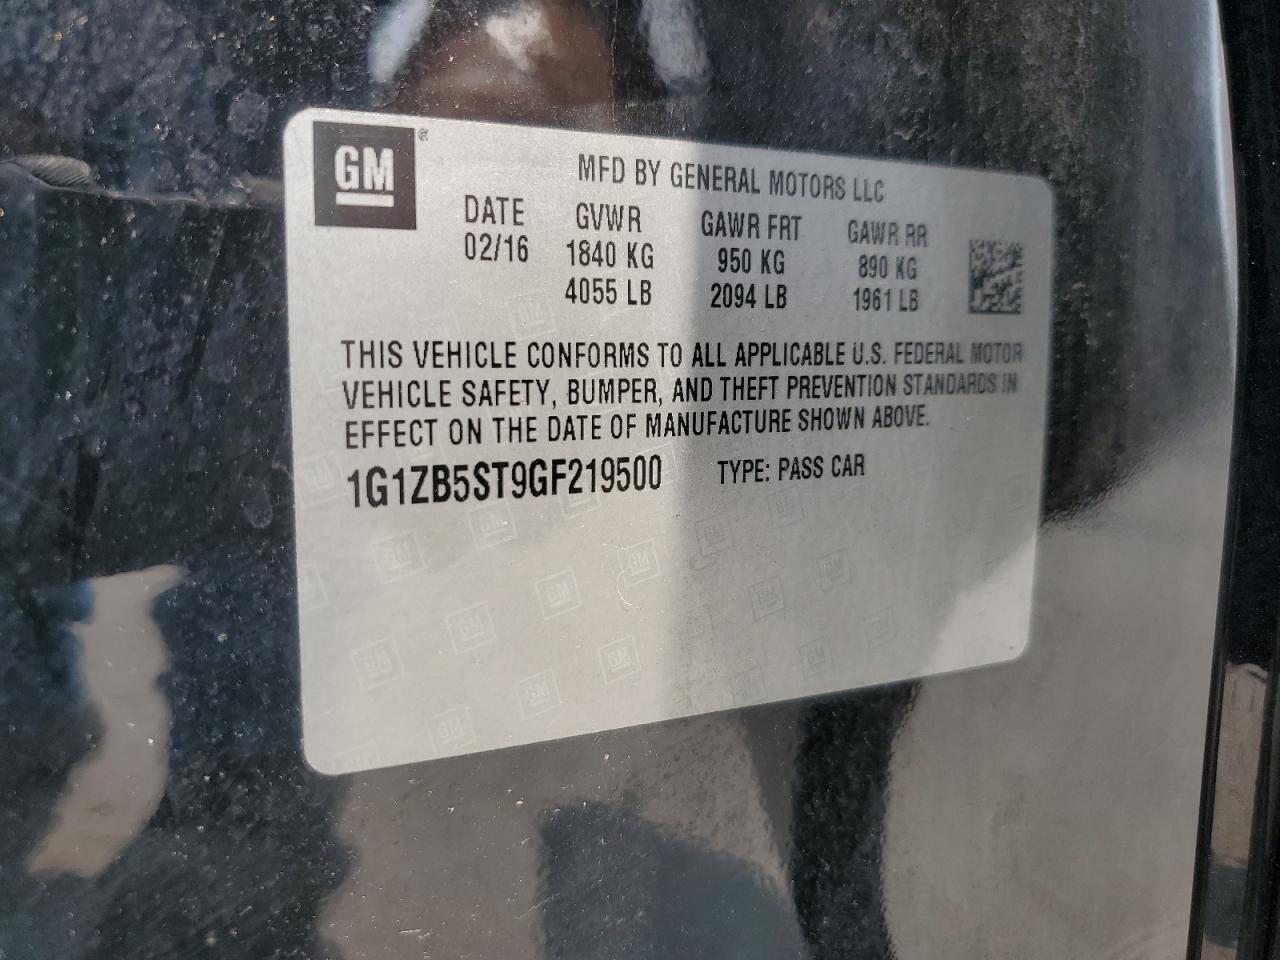 GM ®
MFD BY GENERAL MOTORS LLC
DATE GVWR GAWR FRT GAWR RR
02/16 1840 KG 950 KG 890 KG
4055 LB 2094 LB 1961 LB
THIS VEHICLE CONFORMS TO ALL APPLICABLE U.S. FEDERAL MOTOR
VEHICLE SAFETY, BUMPER, AND THEFT PREVENTION STANDARDS IN
EFFECT ON THE DATE OF MANUFACTURE SHOWN ABOVE.
1G1ZB5ST9GF219500 TYPE: PASS CAR